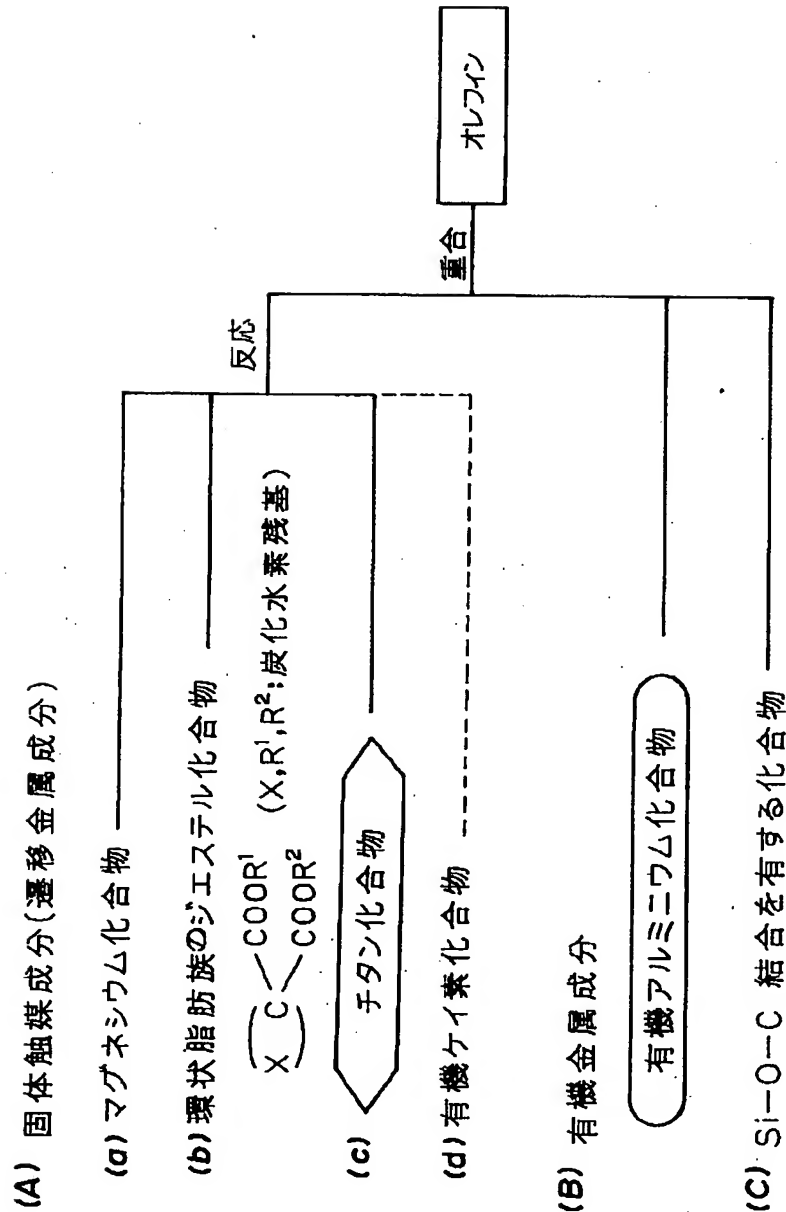 (A) 固体触媒成分(遷移金属成分)
(a) マグネシウム化合物
(b) 環状脂肪族のジエステル化合物
X C COOR¹
COOR² (X,R¹,R²;炭化水素残基)
(c) チタン化合物
(d) 有機ケイ素化合物
反応
(B) 有機金属成分
有機アルミニウム化合物
(C) Si-O-C 結合を有する化合物
重合
オレフィン